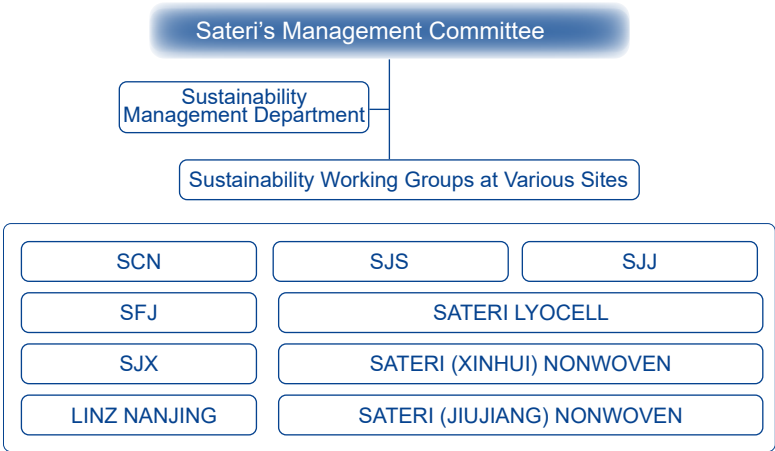 Sateri’s Management Committee
Sustainability
Management Department
Sustainability Working Groups at Various Sites
SCN
SJS
SJJ
SFJ
SATERI LYOCELL
SJX
SATERI (XINHUI) NONWOVEN
LINZ NANJING
SATERI (JIUJIANG) NONWOVEN